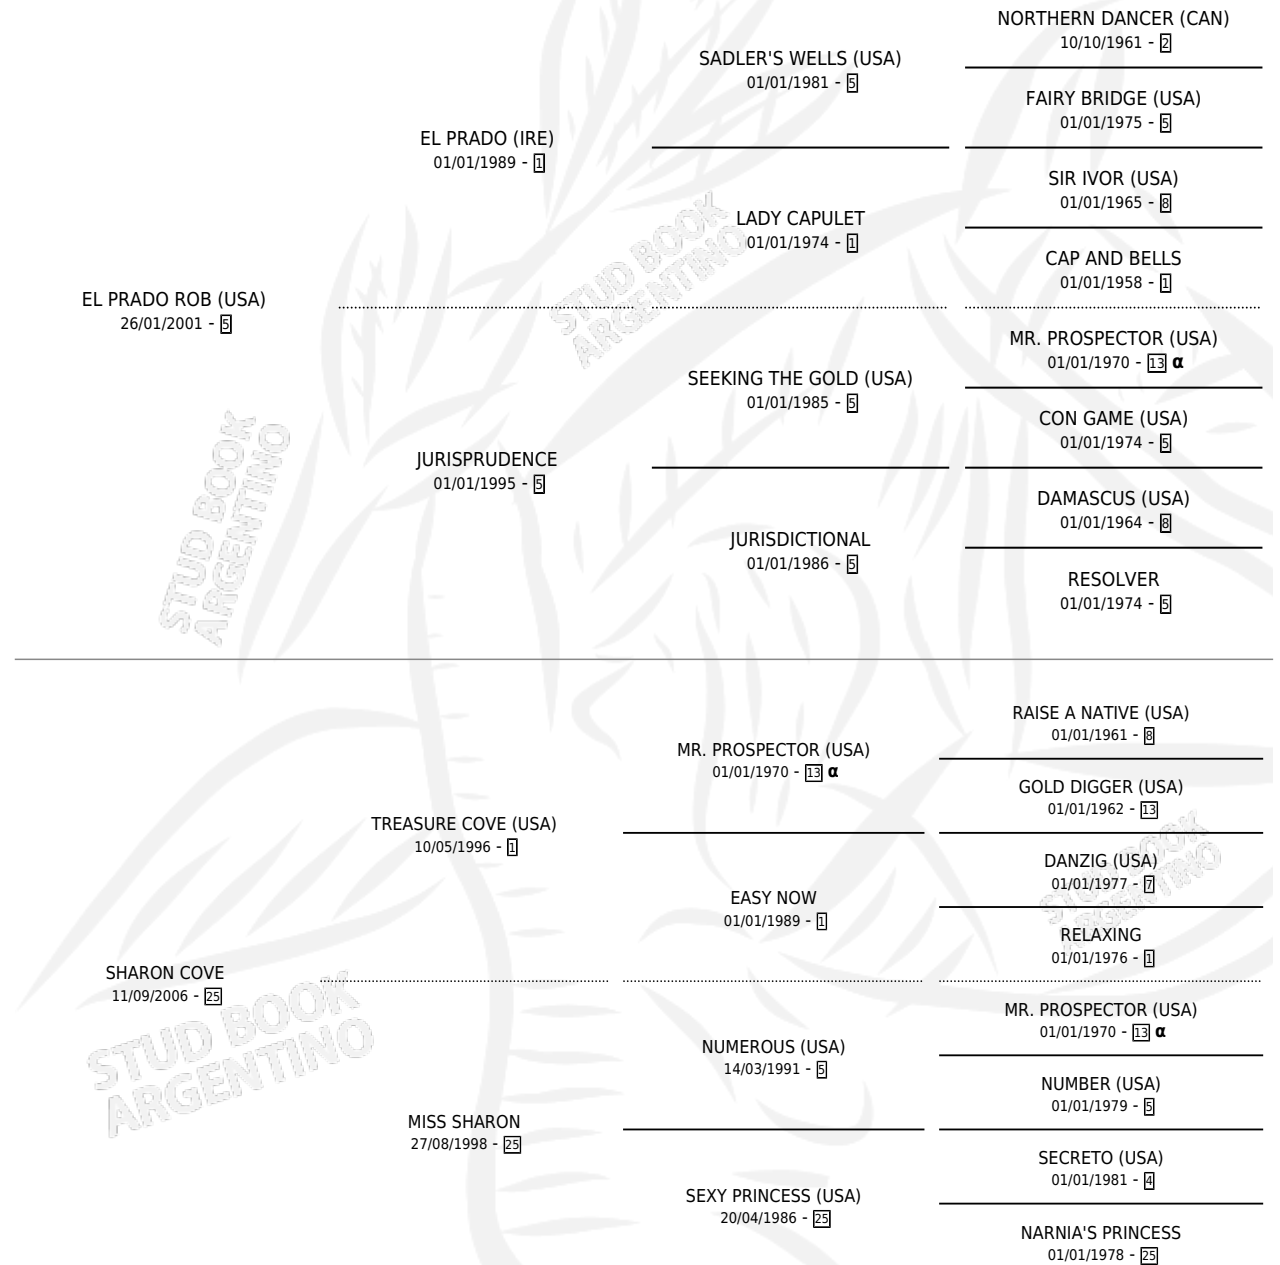 NORTHERN DANCER (CAN)
10/10/1961 - 2
SADLER'S WELLS (USA)
01/01/1981 - 5
FAIRY BRIDGE (USA)
01/01/1975 - 5
EL PRADO (IRE)
01/01/1989 - 1
SIR IVOR (USA)
01/01/1965 - 8
LADY CAPULET
01/01/1974 - 1
CAP AND BELLS
01/01/1958 - 1
EL PRADO ROB (USA)
26/01/2001 - 5
MR. PROSPECTOR (USA)
01/01/1970 - 13 α
SEEKING THE GOLD (USA)
01/01/1985 - 5
CON GAME (USA)
01/01/1974 - 5
JURISPRUDENCE
01/01/1995 - 5
DAMASCUS (USA)
01/01/1964 - 8
JURISDICTIONAL
01/01/1986 - 5
RESOLVER
01/01/1974 - 5
RAISE A NATIVE (USA)
01/01/1961 - 8
MR. PROSPECTOR (USA)
01/01/1970 - 13 α
GOLD DIGGER (USA)
01/01/1962 - 13
TREASURE COVE (USA)
10/05/1996 - 1
DANZIG (USA)
01/01/1977 - 7
EASY NOW
01/01/1989 - 1
RELAXING
01/01/1976 - 1
SHARON COVE
11/09/2006 - 25
MR. PROSPECTOR (USA)
01/01/1970 - 13 α
NUMEROUS (USA)
14/03/1991 - 5
NUMBER (USA)
01/01/1979 - 5
MISS SHARON
27/08/1998 - 25
SECRETO (USA)
01/01/1981 - 4
SEXY PRINCESS (USA)
20/04/1986 - 25
NARNIA'S PRINCESS
01/01/1978 - 25
STUD BOOK
ARGENTINO
STUD BOOK
ARGENTINO
STUD BOOK
ARGENTINO
STUD BOOK
ARGENTINO